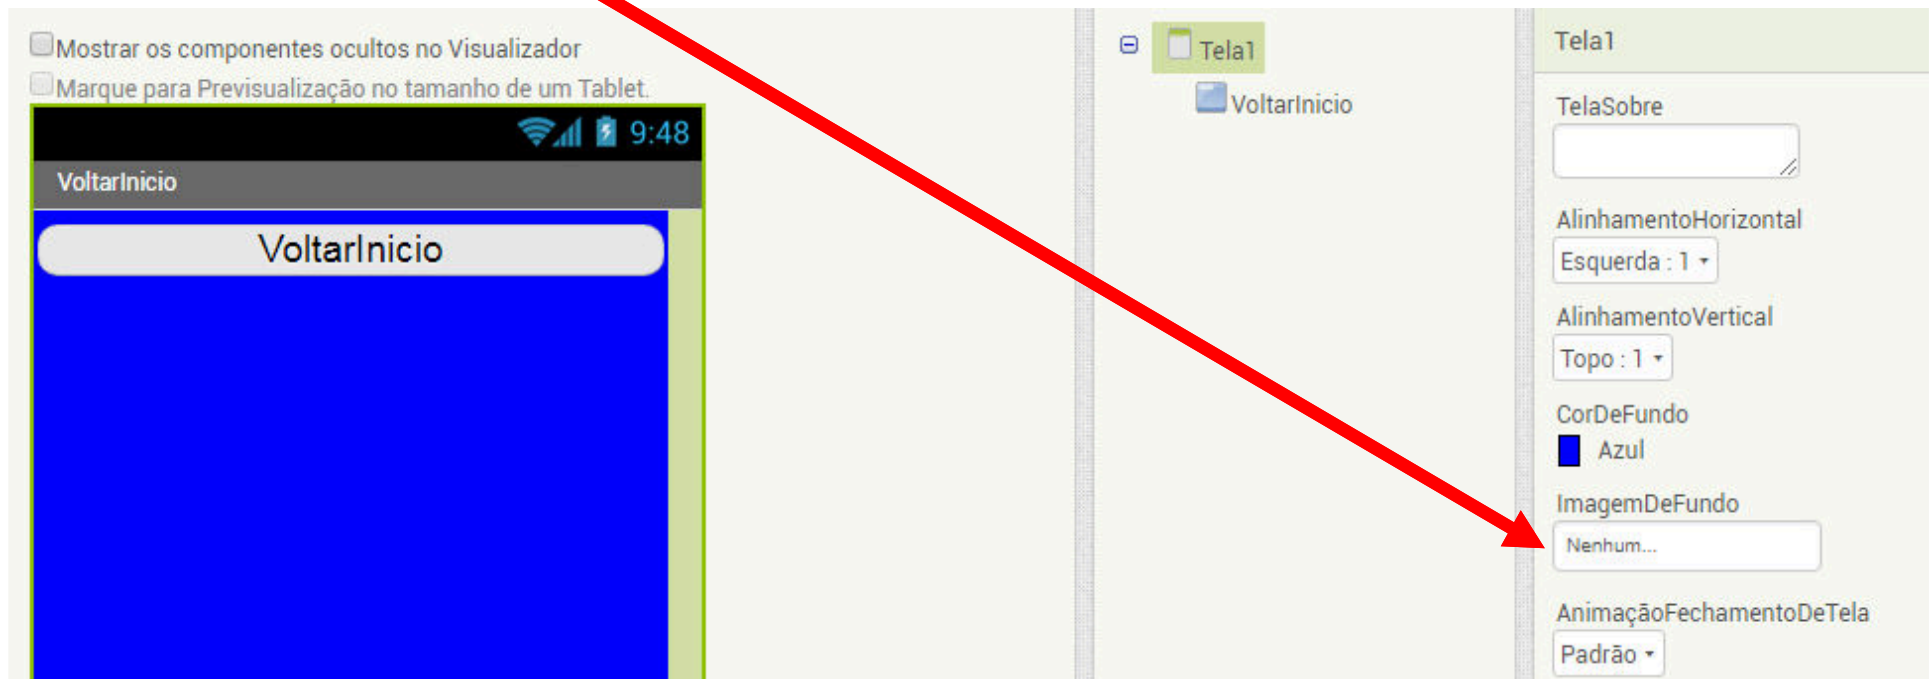 Mostrar os componentes ocultos no Visualizador
Marque para Previsualização no tamanho de um Tablet.
9:48
VoltarInicio
VoltarInicio
Tela1
VoltarInicio
Tela1
TelaSobre
AlinhamentoHorizontal
Esquerda : 1
AlinhamentoVertical
Topo : 1
CorDeFundo
Azul
ImagemDeFundo
Nenhum...
AnimaçãoFechamentoDeTela
Padrão